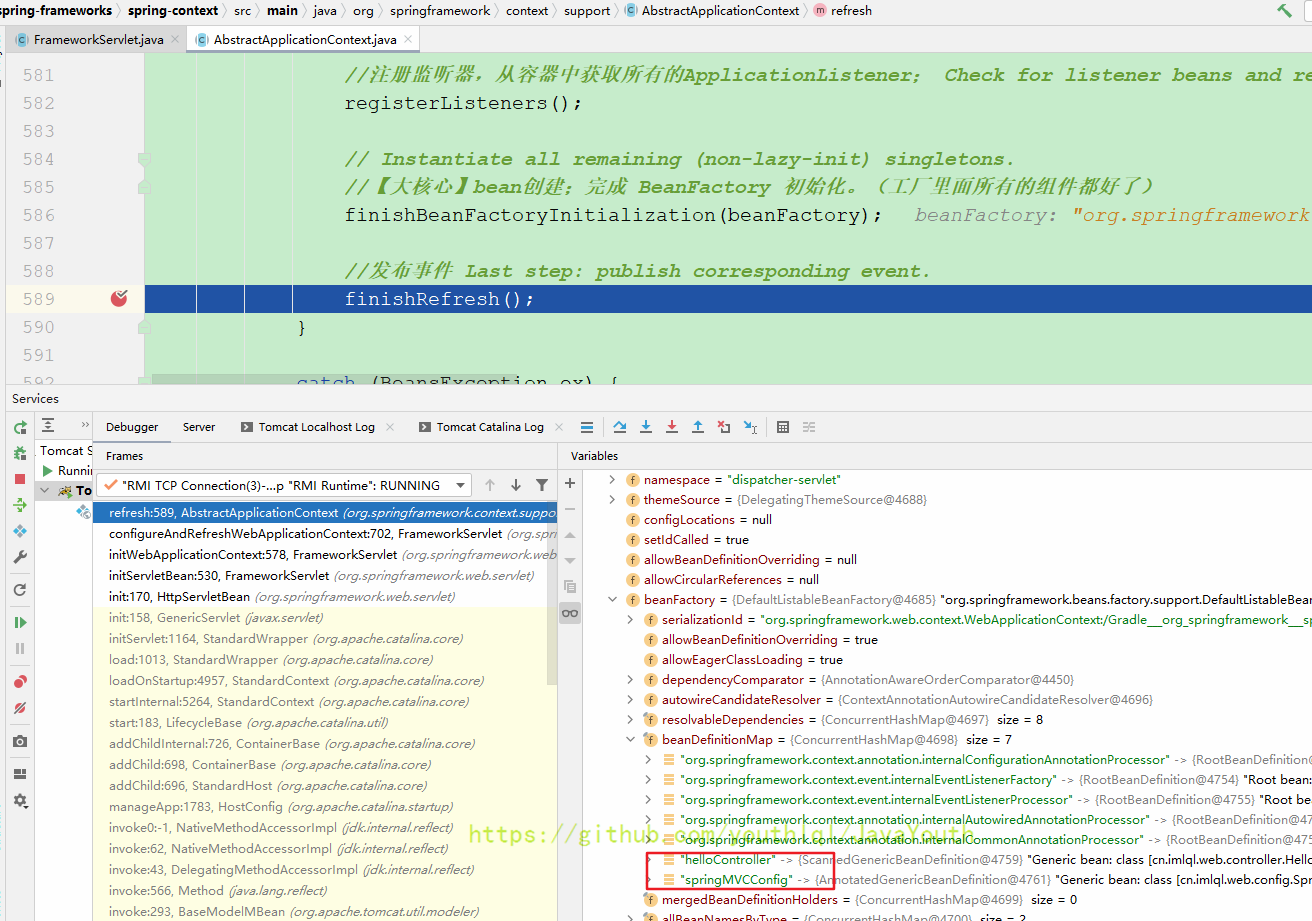 spring-frameworks › spring-context › src › main › java › org › springframework › context › support › AbstractApplicationContext › refresh
FrameworkServlet.java × AbstractApplicationContext.java ×
581 //注册监听器，从容器中获取所有的ApplicationListener； Check for listener beans and re
582 registerListeners();
583
584 // Instantiate all remaining (non-lazy-init) singletons.
585 //【大核心】bean创建；完成 BeanFactory 初始化。（工厂里面所有的组件都好了）
586 finishBeanFactoryInitialization(beanFactory); beanFactory: "org.springframework
587
588 //发布事件 Last step: publish corresponding event.
589 finishRefresh();
590 }
591
592 catch (BeansException ex) {
Services
Debugger Server Tomcat Localhost Log × Tomcat Catalina Log ×
Tomcat S
Runni
To
Frames
"RMI TCP Connection(3)-...p "RMI Runtime": RUNNING
refresh:589, AbstractApplicationContext (org.springframework.context.suppo
configureAndRefreshWebApplicationContext:702, FrameworkServlet (org.sprin
initWebApplicationContext:578, FrameworkServlet (org.springframework.web
initServletBean:530, FrameworkServlet (org.springframework.web.servlet)
init:170, HttpServletBean (org.springframework.web.servlet)
init:158, GenericServlet (javax.servlet)
initServlet:1164, StandardWrapper (org.apache.catalina.core)
load:1013, StandardWrapper (org.apache.catalina.core)
loadOnStartup:4957, StandardContext (org.apache.catalina.core)
startInternal:5264, StandardContext (org.apache.catalina.core)
start:183, LifecycleBase (org.apache.catalina.util)
addChildInternal:726, ContainerBase (org.apache.catalina.core)
addChild:698, ContainerBase (org.apache.catalina.core)
addChild:696, StandardHost (org.apache.catalina.core)
manageApp:1783, HostConfig (org.apache.catalina.startup)
invoke0:-1, NativeMethodAccessorImpl (jdk.internal.reflect)
invoke:62, NativeMethodAccessorImpl (jdk.internal.reflect)
invoke:43, DelegatingMethodAccessorImpl (jdk.internal.reflect)
invoke:566, Method (java.lang.reflect)
invoke:293, BaseModelMBean (org.apache.tomcat.util.modeler)
Variables
namespace = "dispatcher-servlet"
themeSource = {DelegatingThemeSource@4688}
configLocations = null
setIdCalled = true
allowBeanDefinitionOverriding = null
allowCircularReferences = null
beanFactory = {DefaultListableBeanFactory@4685} "org.springframework.beans.factory.support.DefaultListableBean
serializationId = "org.springframework.web.context.WebApplicationContext:/Gradle__org_springframework__sp
allowBeanDefinitionOverriding = true
allowEagerClassLoading = true
dependencyComparator = {AnnotationAwareOrderComparator@4450}
autowireCandidateResolver = {ContextAnnotationAutowireCandidateResolver@4696}
resolvableDependencies = {ConcurrentHashMap@4697} size = 8
beanDefinitionMap = {ConcurrentHashMap@4698} size = 7
"org.springframework.context.annotation.internalConfigurationAnnotationProcessor" -> {RootBeanDefinition@
"org.springframework.context.event.internalEventListenerFactory" -> {RootBeanDefinition@4754} "Root bean:
"org.springframework.context.event.internalEventListenerProcessor" -> {RootBeanDefinition@4755} "Root be
"org.springframework.context.annotation.internalAutowiredAnnotationProcessor" -> {RootBeanDefinition@47
"org.springframework.context.annotation.internalCommonAnnotationProcessor" -> {RootBeanDefinition@4
"helloController" -> {ScannedGenericBeanDefinition@4759} "Generic bean: class [cn.imlql.web.controller.Hello
"springMVCConfig" -> {AnnotatedGenericBeanDefinition@4761} "Generic bean: class [cn.imlql.web.config.Spr
mergedBeanDefinitionHolders = {ConcurrentHashMap@4699} size = 0
allBeanNamesByType = {ConcurrentHashMap@4700} size = 2
https://github.com/youthlql/JavaYouth